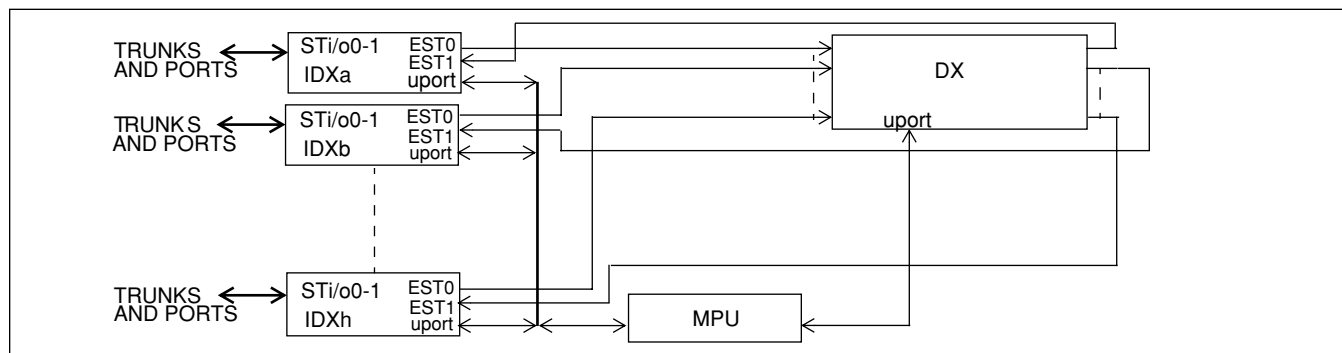 TRUNKS
AND PORTS
STi/o0-1
IDXa
EST0
EST1
uport
DX
uport
TRUNKS
AND PORTS
STi/o0-1
IDXb
EST0
EST1
uport
TRUNKS
AND PORTS
STi/o0-1
IDXh
EST0
EST1
uport
MPU